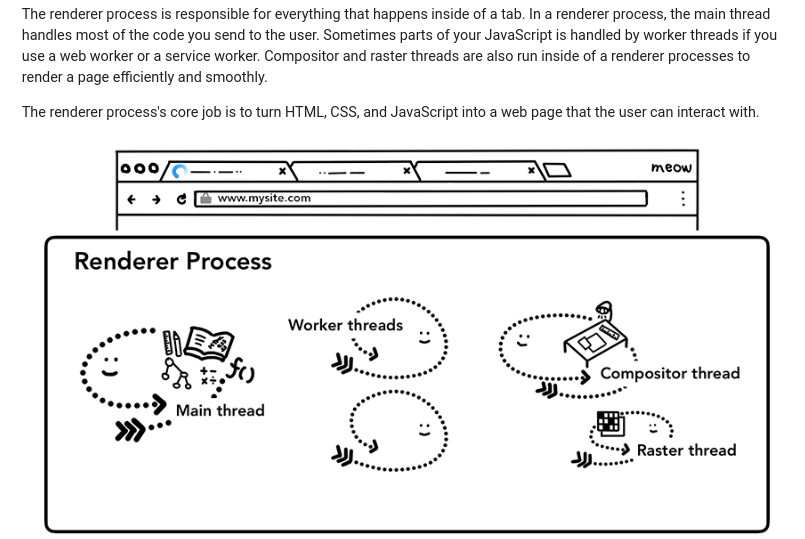 The renderer process is responsible for everything that happens inside of a tab. In a renderer process, the main thread
handles most of the code you send to the user. Sometimes parts of your JavaScript is handled by worker threads if you
use a web worker or a service worker. Compositor and raster threads are also run inside of a renderer processes to
render a page efficiently and smoothly.
The renderer process's core job is to turn HTML, CSS, and JavaScript into a web page that the user can interact with.
meow
www.mysite.com
Renderer Process
Worker threads
f()
Compositor thread
Main thread
Raster thread